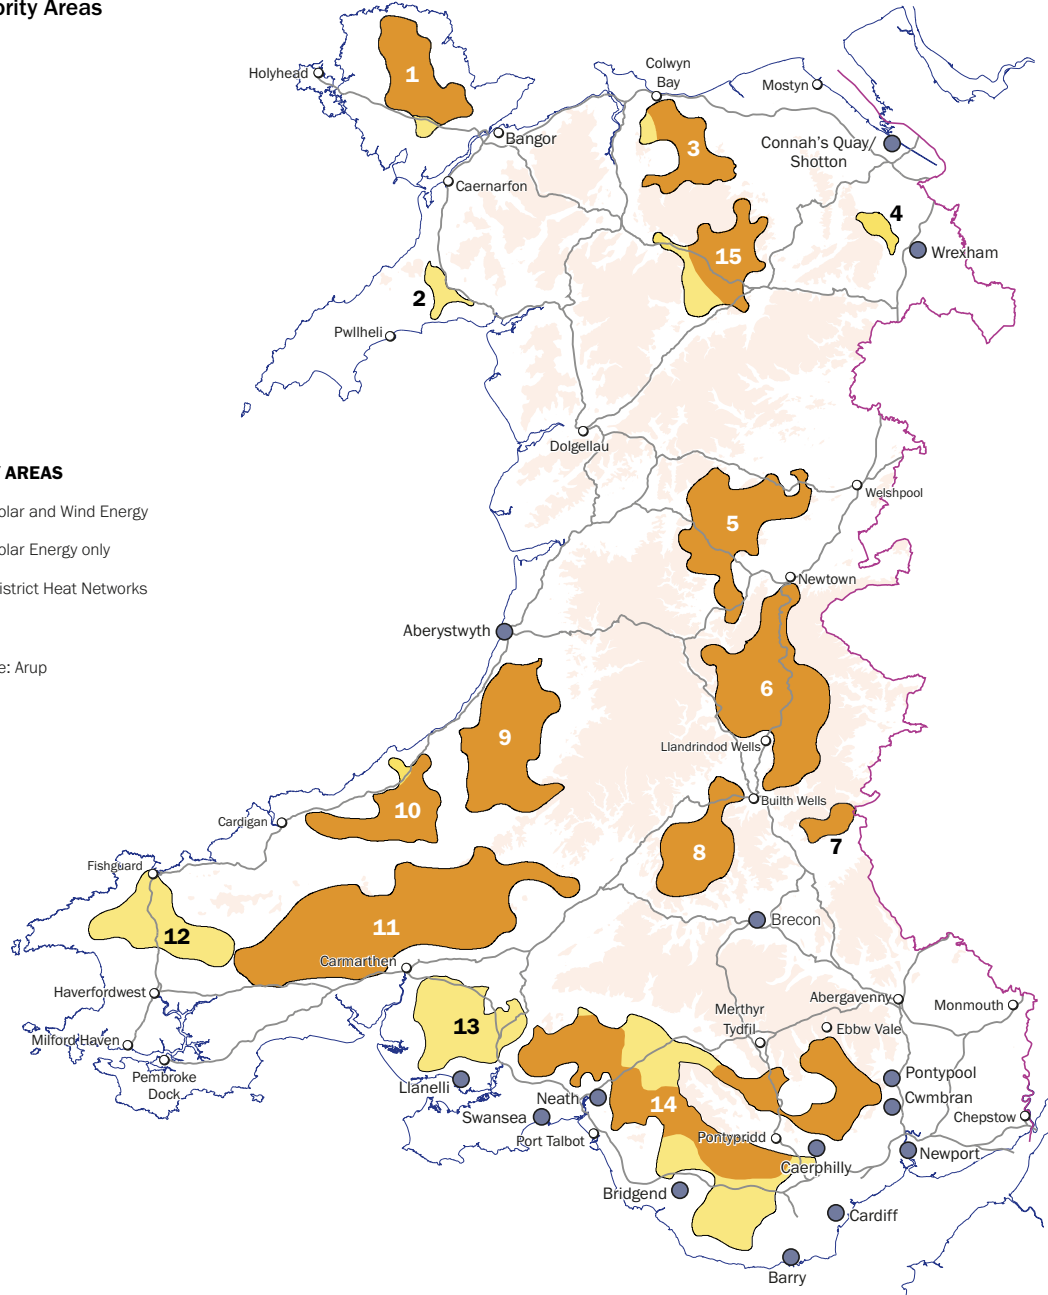 ority Areas
Holyhead
1
Colwyn
Bay
Mostyn
Bangor
3
Connah's Quay/
Shotton
Caernarfon
4
Wrexham
15
2
Pwllheli
Dolgellau
AREAS
olar and Wind Energy
olar Energy only
istrict Heat Networks
e: Arup
Welshpool
5
Newtown
Aberystwyth
6
9
Llandrindod Wells
10
Builth Wells
Cardigan
7
8
Fishguard
Brecon
11
12
Carmarthen
Haverfordwest
Abergavenny
Monmouth
Merthyr
Tydfil
13
Ebbw Vale
Milford Haven
Pembroke
Dock
Llanelli
Pontypool
Neath
Cwmbran
14
Swansea
Chepstow
Port Talbot
Pontypridd
Newport
Caerphilly
Bridgend
Cardiff
Barry